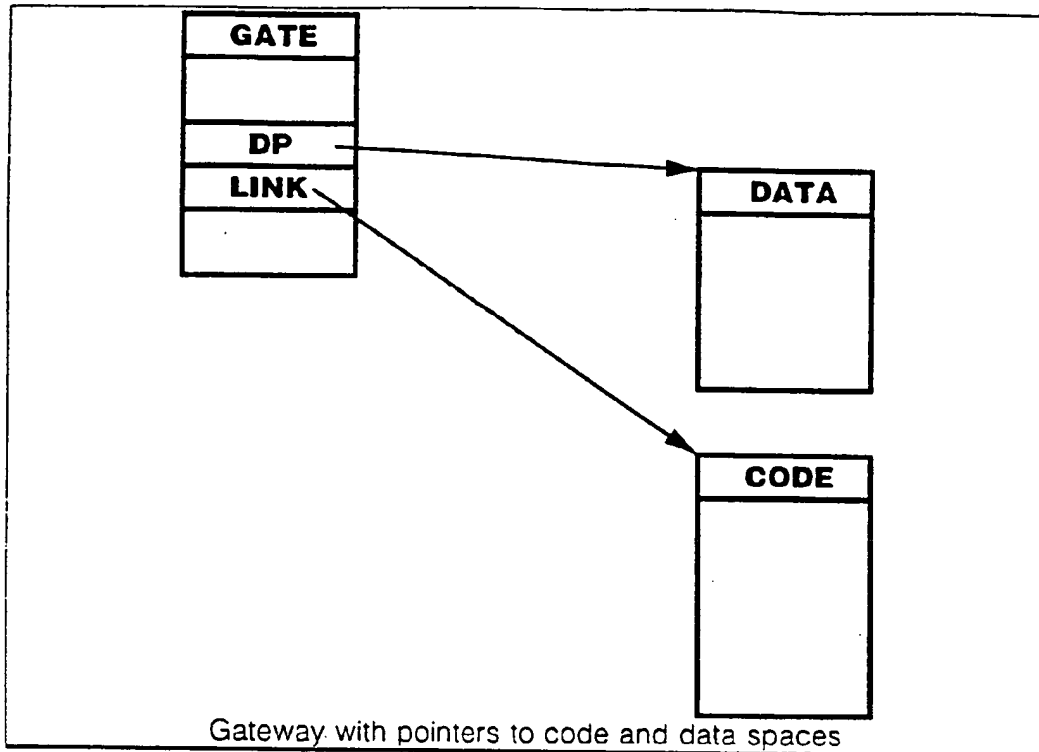 GATE
DP
LINK
DATA
CODE
Gateway with pointers to code and data spaces